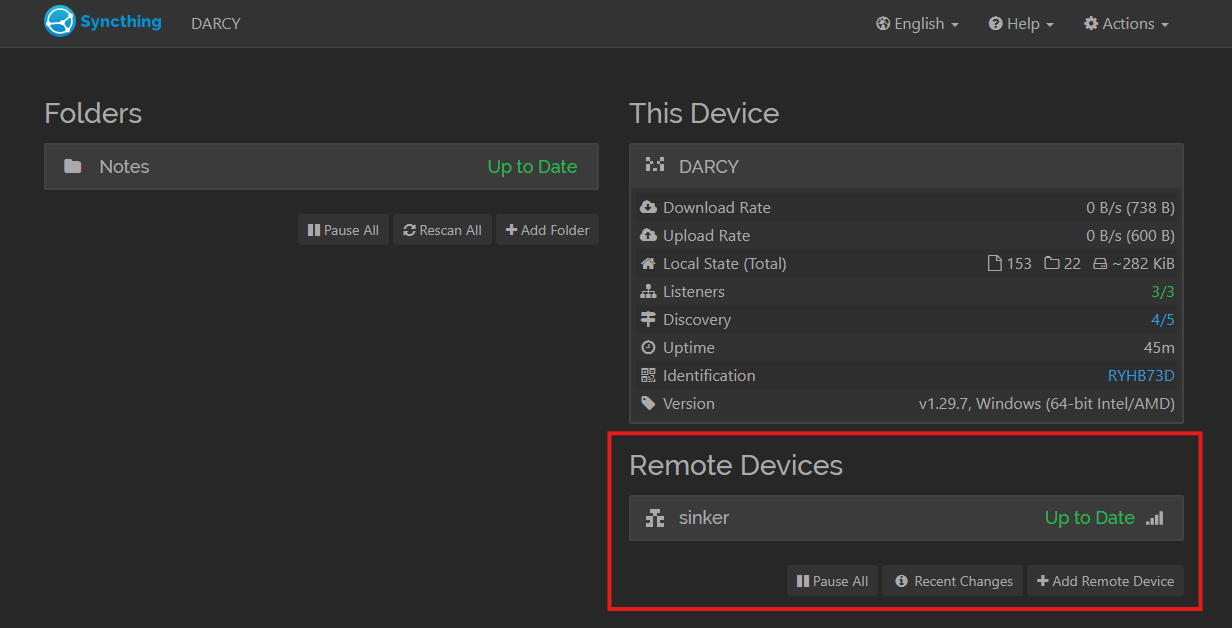 Syncthing DARCY English Help Actions
Folders
Notes Up to Date
Pause All Rescan All Add Folder
This Device
DARCY
Download Rate 0 B/s (738 B)
Upload Rate 0 B/s (600 B)
Local State (Total) 153 22 ~282 KiB
Listeners 3/3
Discovery 4/5
Uptime 45m
Identification RYHB73D
Version v1.29.7, Windows (64-bit Intel/AMD)
Remote Devices
sinker Up to Date
Pause All Recent Changes Add Remote Device